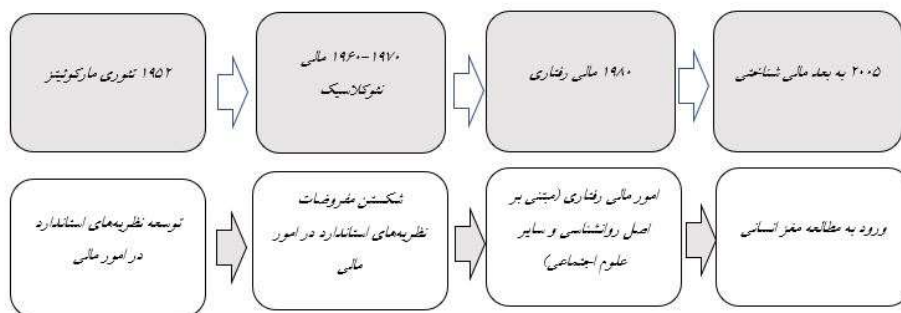 ۱۹۵۲ تئوری مارکوئیتز
۱۹۷۰-۱۹۶۰ مالی
نئوکلاسیک
۱۹۸۰ مالی رفتاری
۲۰۰۵ به بعد مالی شناختی
توسعه نظریه‌های استاندارد
در امور مالی
شکستن مفروضات
نظریه‌های استاندارد در امور
مالی
امور مالی رفتاری (مبتنی بر
اصل روانشناسی و سایر
علوم اجتماعی)
ورود به مطالعه مغز انسانی